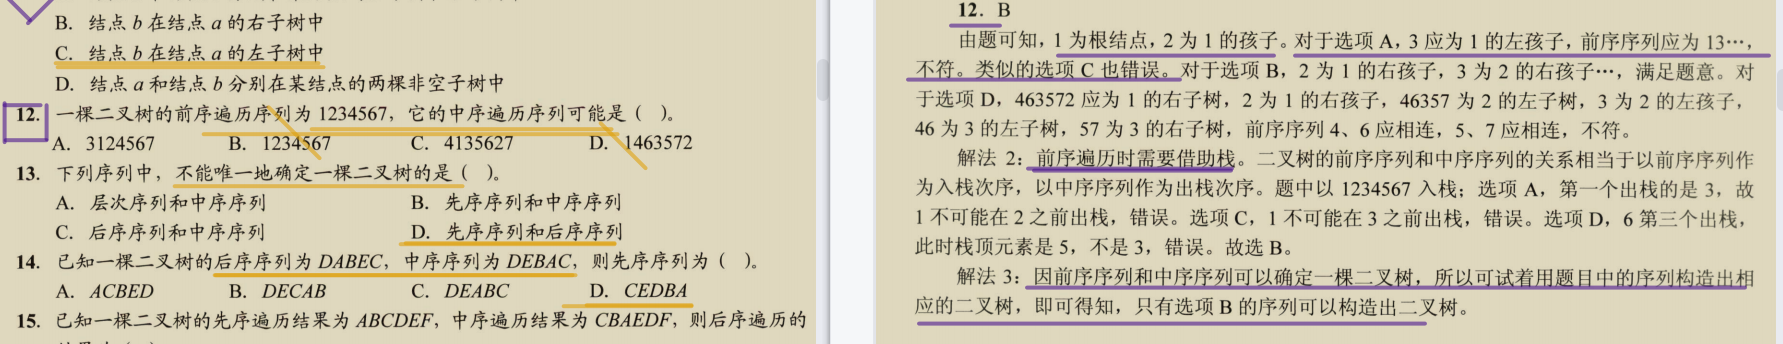 B. 结点 b 在结点 a 的右子树中
C. 结点 b 在结点 a 的左子树中
D. 结点 a 和结点 b 分别在某结点的两棵非空子树中
12. 一棵二叉树的前序遍历序列为 1234567，它的中序遍历序列可能是（ ）。
A. 3124567 B. 1234567 C. 4135627 D. 1463572
13. 下列序列中，不能唯一地确定一棵二叉树的是（ ）。
A. 层次序列和中序序列 B. 先序序列和中序序列
C. 后序序列和中序序列 D. 先序序列和后序序列
14. 已知一棵二叉树的后序序列为 DABEC，中序序列为 DEBAC，则先序序列为（ ）。
A. ACBED B. DECAB C. DEABC D. CEDBA
15. 已知一棵二叉树的先序遍历结果为 ABCDEF，中序遍历结果为 CBAEDF，则后序遍历的
12. B
由题可知，1 为根结点，2 为 1 的孩子。对于选项 A，3 应为 1 的左孩子，前序序列应为 13…，
不符。类似的选项 C 也错误。对于选项 B，2 为 1 的右孩子，3 为 2 的右孩子…，满足题意。对
于选项 D，463572 应为 1 的右子树，2 为 1 的右孩子，46357 为 2 的左子树，3 为 2 的左孩子，
46 为 3 的左子树，57 为 3 的右子树，前序序列 4、6 应相连，5、7 应相连，不符。
解法 2：前序遍历时需要借助栈。二叉树的前序序列和中序序列的关系相当于以前序序列作
为入栈次序，以中序序列作为出栈次序。题中以 1234567 入栈；选项 A，第一个出栈的是 3，故
1 不可能在 2 之前出栈，错误。选项 C，1 不可能在 3 之前出栈，错误。选项 D，6 第三个出栈，
此时栈顶元素是 5，不是 3，错误。故选 B。
解法 3：因前序序列和中序序列可以确定一棵二叉树，所以可试着用题目中的序列构造出相
应的二叉树，即可得知，只有选项 B 的序列可以构造出二叉树。